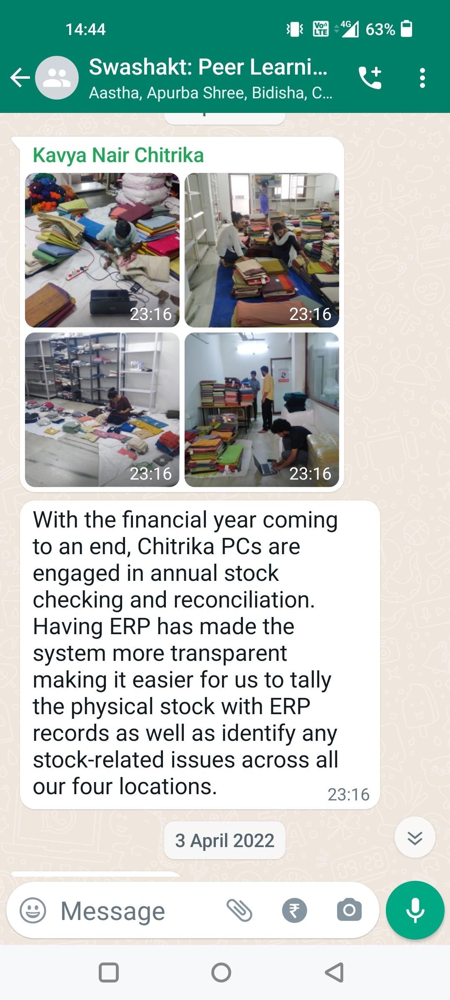 14:44
Vo LTE 4G 63%
Swashakt: Peer Learni...
Aastha, Apurba Shree, Bidisha, C...
Kavya Nair Chitrika
23:16 23:16
23:16 23:16
With the financial year coming
to an end, Chitrika PCs are
engaged in annual stock
checking and reconciliation.
Having ERP has made the
system more transparent
making it easier for us to tally
the physical stock with ERP
records as well as identify any
stock-related issues across all
our four locations.
23:16
3 April 2022
Message
₹